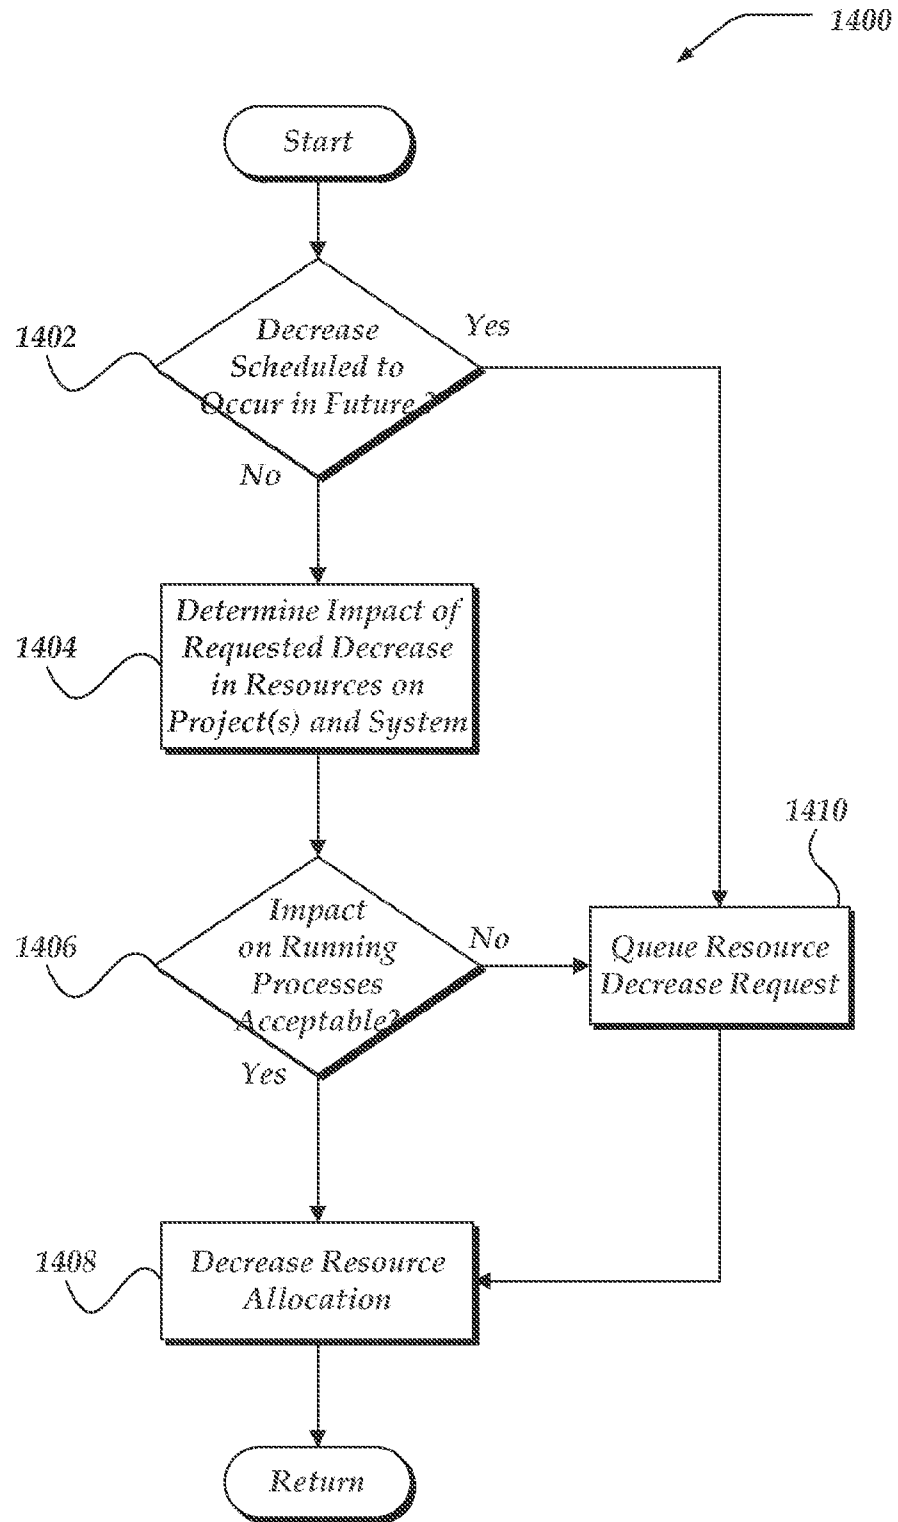 1400
Start
1402
Decrease
Scheduled to
Occur in Future ?
Yes
No
1404
Determine Impact of
Requested Decrease
in Resources on
Project(s) and System
1406
Impact
on Running
Processes
Acceptable?
No
Yes
1410
Queue Resource
Decrease Request
1408
Decrease Resource
Allocation
Return